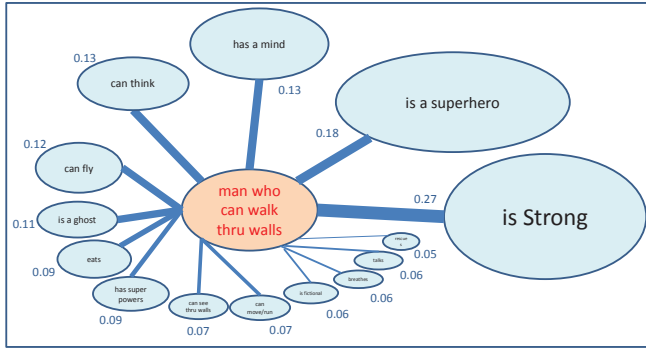 has a mind
0.13
can think
0.13
is a superhero
0.18
0.12
can fly
man who
can walk
thru walls
0.27
is Strong
is a ghost
0.11
eats
0.09
has super
powers
0.09
can see
thru walls
0.07
can
move/run
0.07
is fictional
0.06
breathes
0.06
talks
0.06
rescue
s
0.05